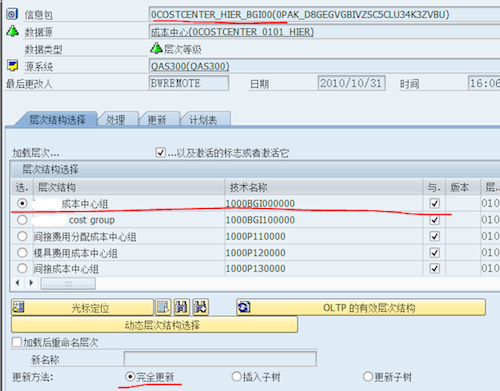 信息包 0COSTCENTER_HIER_BGI00(0PAK_D8GEGVGBIVZSC5CLU34K3ZVBU)
数据源 成本中心(0COSTCENTER_0101_HIER)
数据类型 层次等级
源系统 QAS300(QAS300)
最后更改人 BWREMOTE 日期 2010/10/31 时间 16:06
层次结构选择 处理 更新 计划表
加载层次... ...以及激活的标志或者激活它
层次结构选择
选. 层次结构 技术名称 与. 版本 层.
成本中心组 1000BGI000000 010
cost group 1000BGI100000 010
间接费用分配成本中心组 1000P110000 010
模具费用成本中心组 1000P120000 010
间接成本中心组 1000P130000 010
光标定位 OLTP 的有效层次结构
动态层次结构选择
加载后重命名层次
新名称
更新方法: 完全更新 插入子树 更新子树